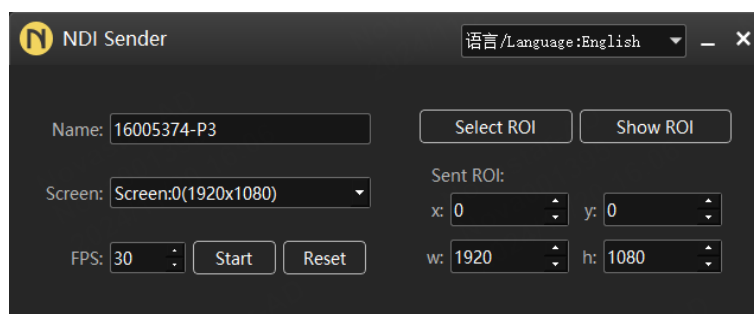 N NDI Sender 语言/Language:English
Name: 16005374-P3 Select ROI Show ROI
Sent ROI:
Screen: Screen:0(1920x1080) x: 0 y: 0
FPS: 30 Start Reset w: 1920 h: 1080